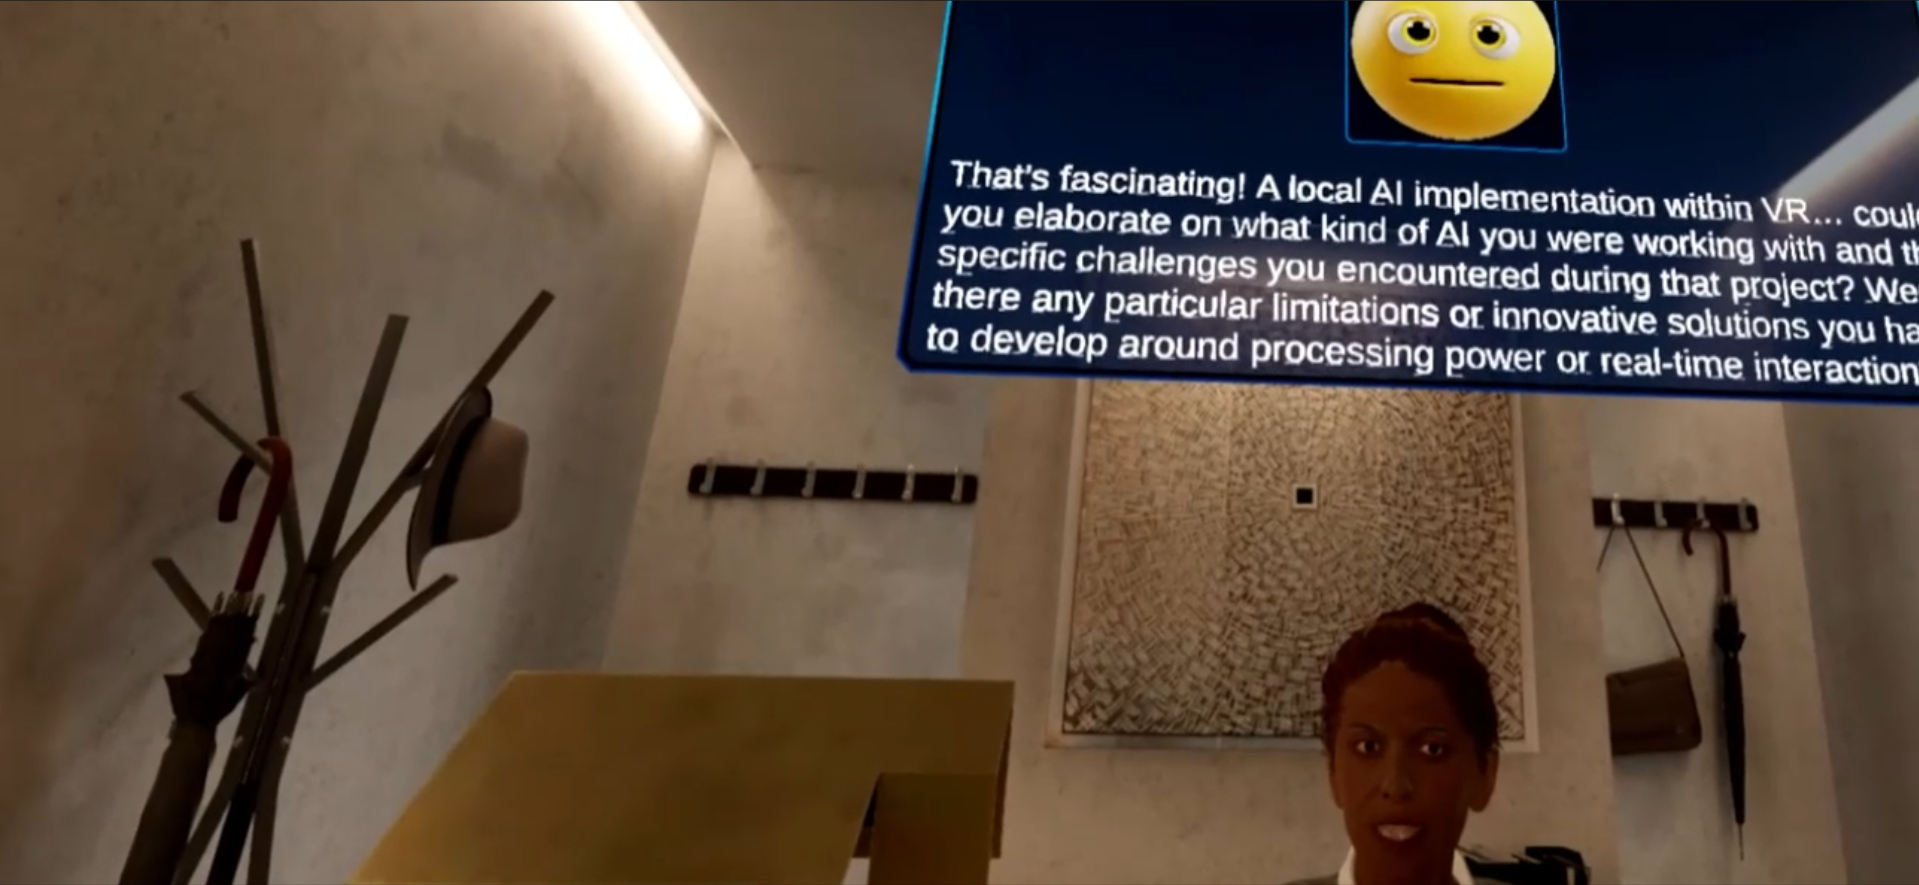 That's fascinating! A local AI implementation within VR...
you elaborate on what kind of AI you were working with and
specific challenges you encountered during that project?
there any particular limitations or innovative solutions you
to develop around processing power or real-time interaction